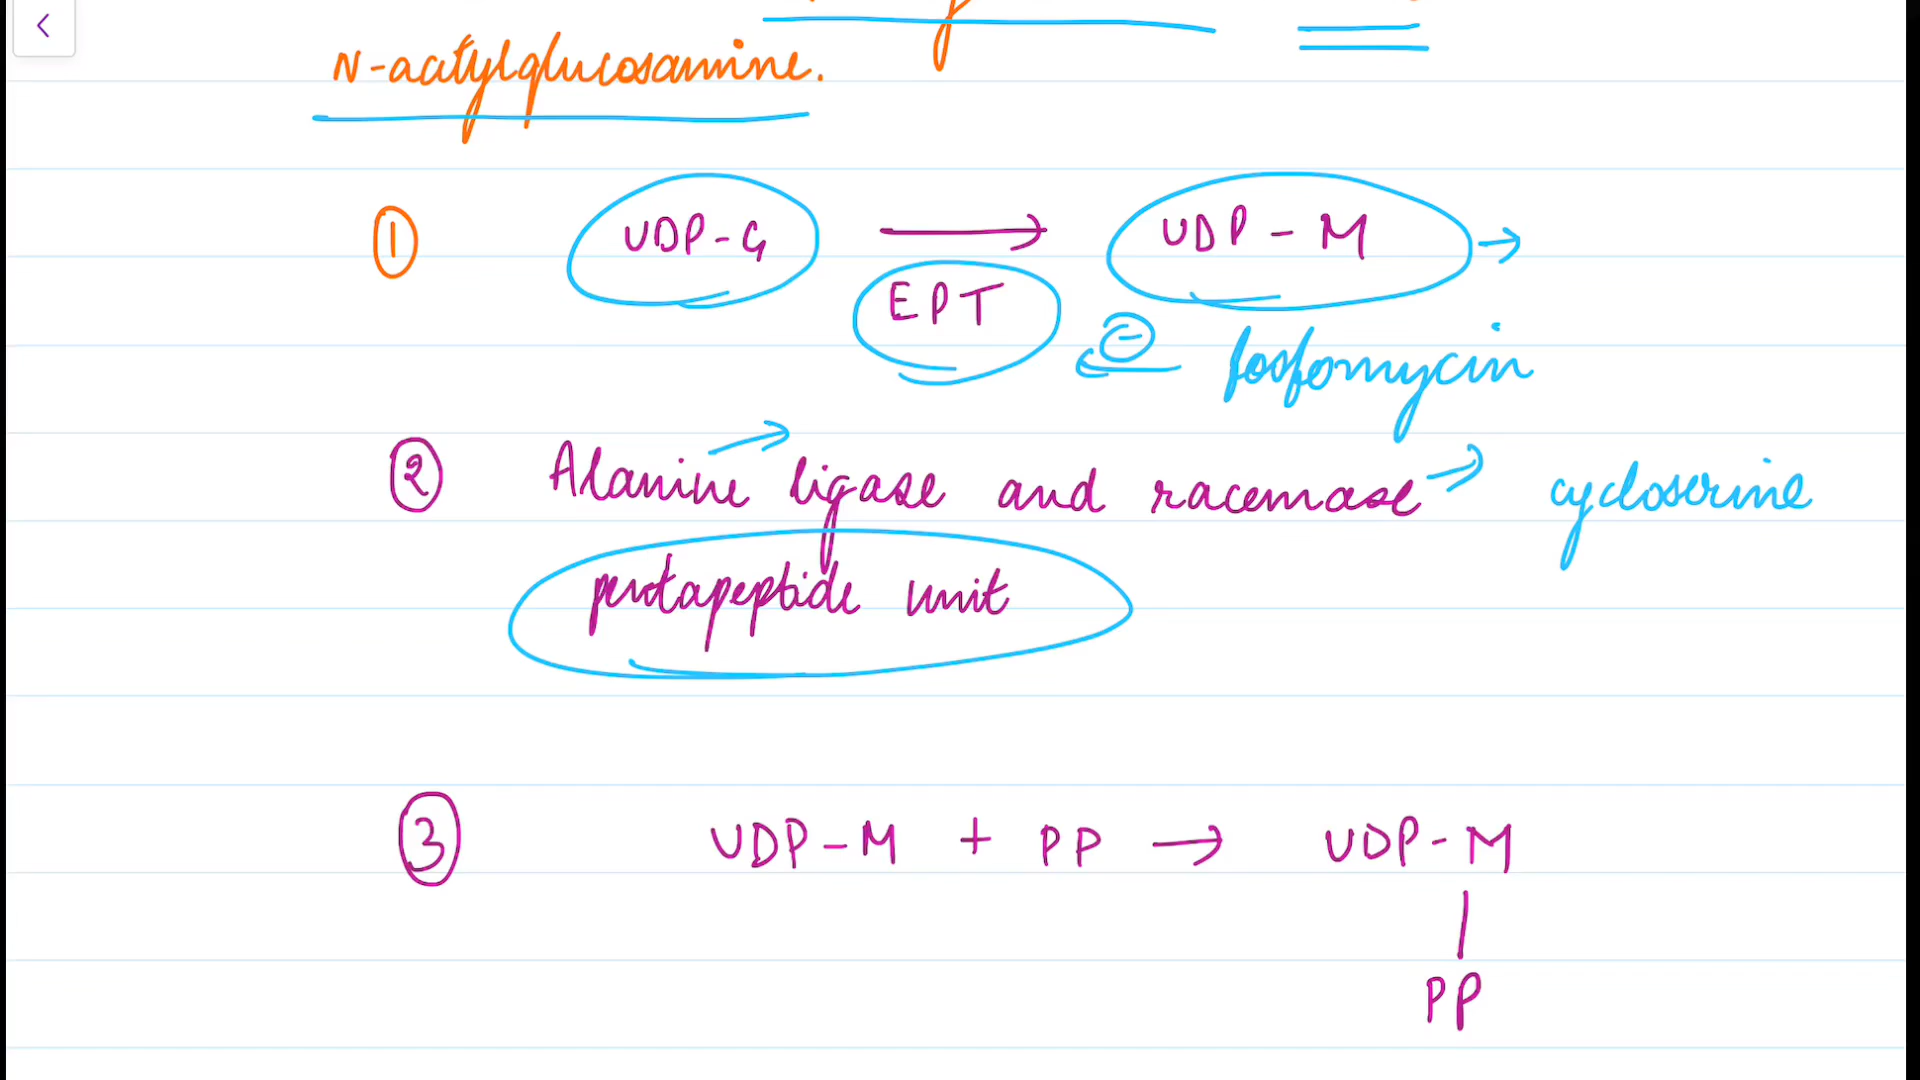 N-acetylglucosamine.
① UDP-G → UDP-M →
EPT ⊖ fosfomycin
② Alanine ligase and racemase → cycloserine
pentapeptide unit
③ UDP-M + PP → UDP-M
PP